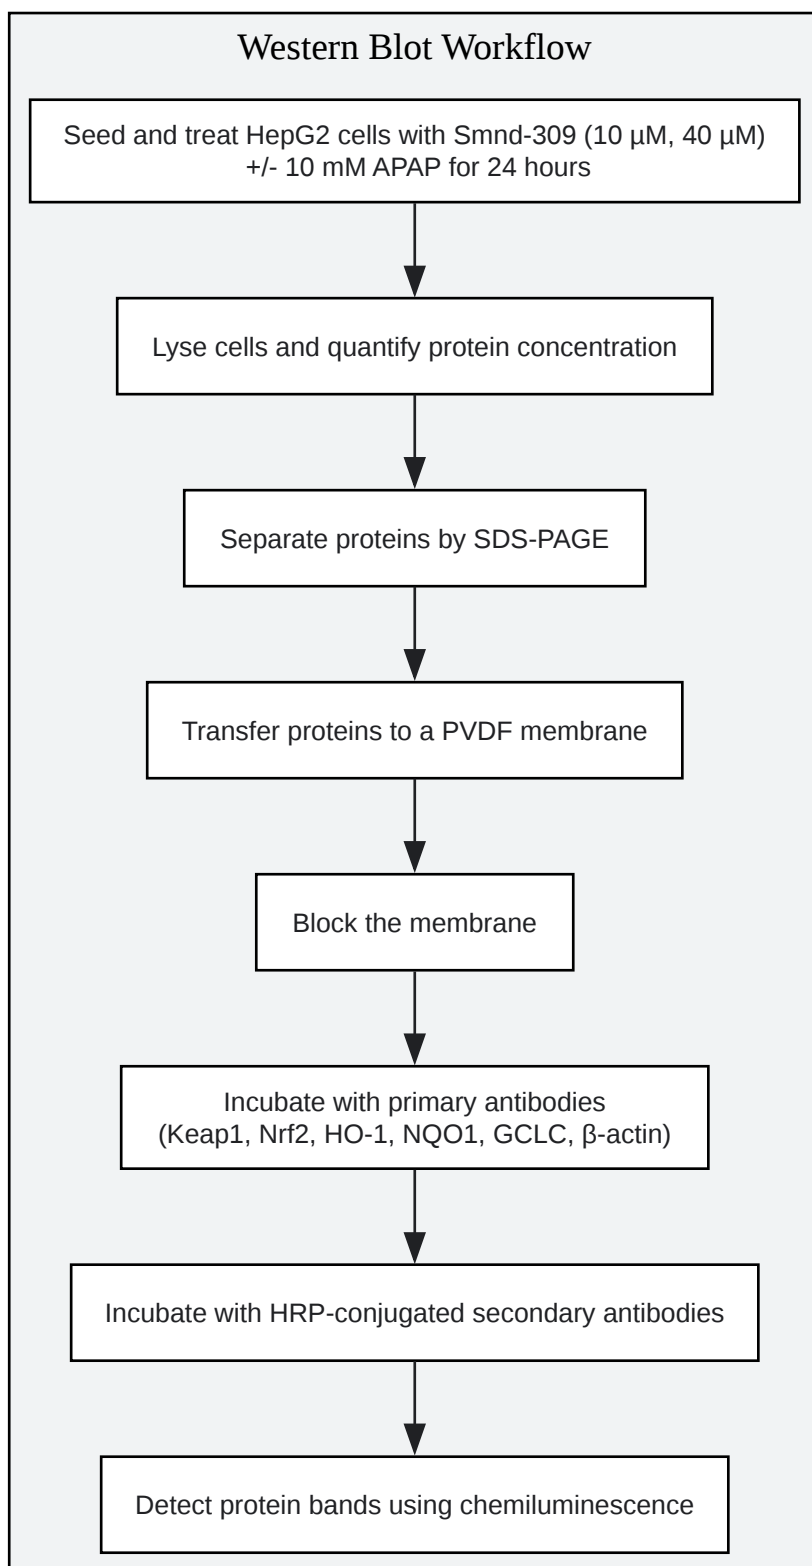 Western Blot Workflow
Seed and treat HepG2 cells with Smnd-309 (10 µM, 40 µM)
+/- 10 mM APAP for 24 hours
Lyse cells and quantify protein concentration
Separate proteins by SDS-PAGE
Transfer proteins to a PVDF membrane
Block the membrane
Incubate with primary antibodies
(Keap1, Nrf2, HO-1, NQO1, GCLC, β-actin)
Incubate with HRP-conjugated secondary antibodies
Detect protein bands using chemiluminescence